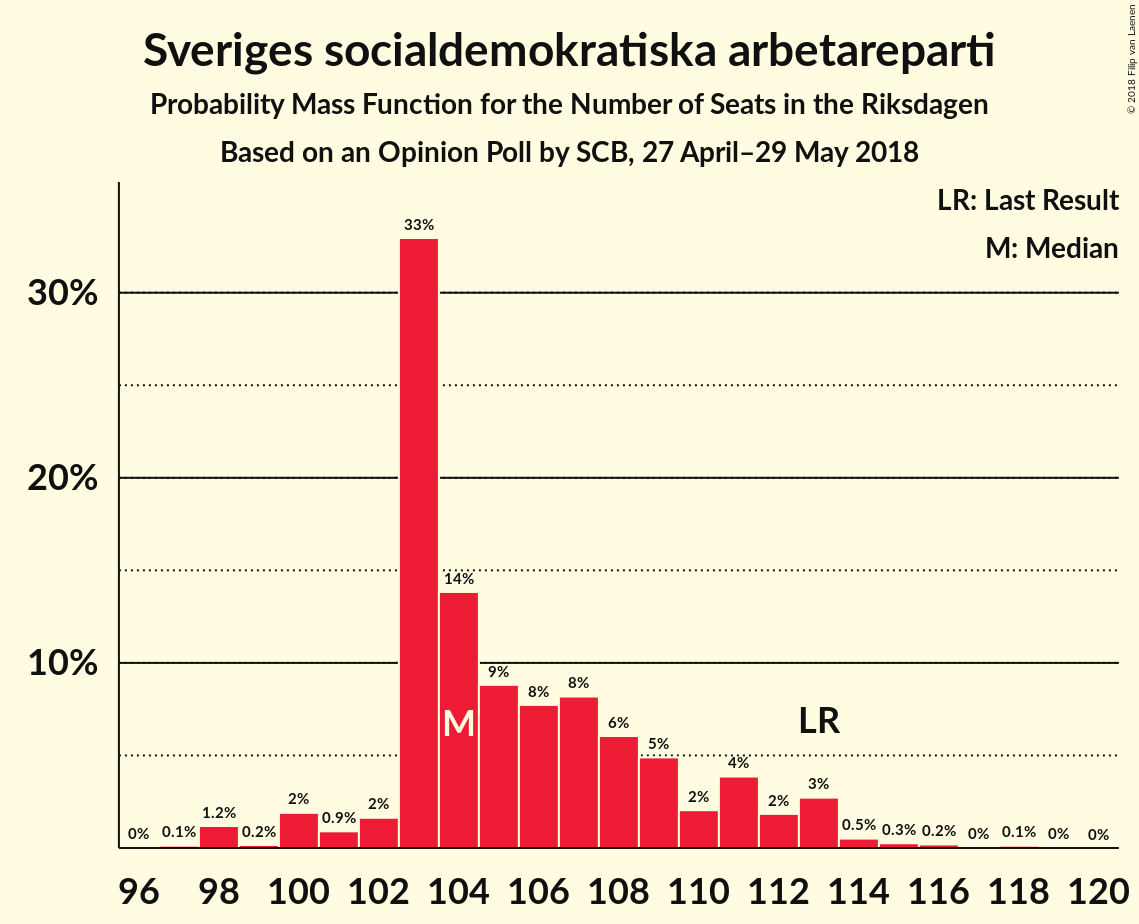 Sveriges socialdemokratiska arbetareparti
Probability Mass Function for the Number of Seats in the Riksdagen
Based on an Opinion Poll by SCB, 27 April–29 May 2018
© 2018 Filip van Laenen
LR: Last Result
M: Median
30%
20%
10%
0% 0.1% 1.2% 0.2% 2% 0.9% 2% 33% 14% 9% 8% 8% 6% 5% 2% 4% 2% 3% 0.5% 0.3% 0.2% 0% 0.1% 0% 0%
M LR
96 98 100 102 104 106 108 110 112 114 116 118 120